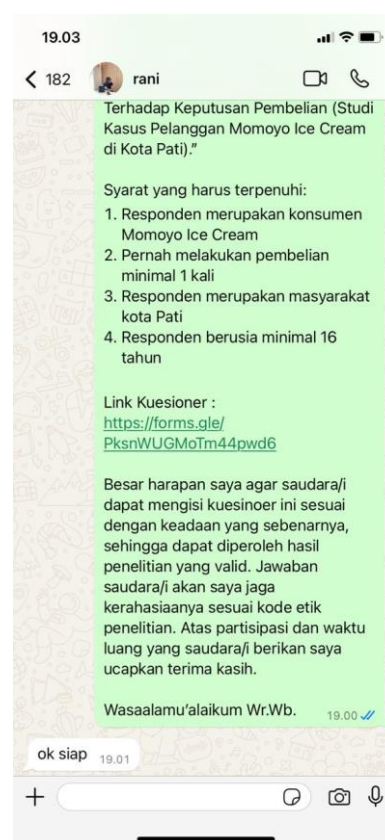 19.03
182 rani
Terhadap Keputusan Pembelian (Studi
Kasus Pelanggan Momoyo Ice Cream
di Kota Pati)."
Syarat yang harus terpenuhi:
1. Responden merupakan konsumen
Momoyo Ice Cream
2. Pernah melakukan pembelian
minimal 1 kali
3. Responden merupakan masyarakat
kota Pati
4. Responden berusia minimal 16
tahun
Link Kuesioner :
https://forms.gle/
PksnWUGMoTm44pwd6
Besar harapan saya agar saudara/i
dapat mengisi kuesinoer ini sesuai
dengan keadaan yang sebenarnya,
sehingga dapat diperoleh hasil
penelitian yang valid. Jawaban
saudara/i akan saya jaga
kerahasiaanya sesuai kode etik
penelitian. Atas partisipasi dan waktu
luang yang saudara/i berikan saya
ucapkan terima kasih.
Wasaalamu'alaikum Wr.Wb. 19.00
ok siap 19.01